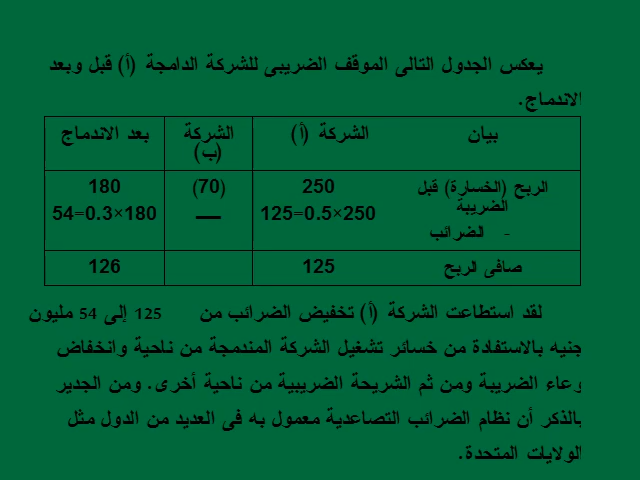 يعكس الجدول التالى الموقف الضريبى للشركة الدامجة (أ) قبل وبعد
الاندماج.
بيان الشركة (أ) الشركة (ب) بعد الاندماج
الربح (الخسارة) قبل الضريبة 250 (70) 180
- الضرائب 125=0.5×250 — 54=0.3×180
صافى الربح 125 126
لقد استطاعت الشركة (أ) تخفيض الضرائب من 125 إلى 54 مليون
جنيه بالاستفادة من خسائر تشغيل الشركة المندمجة من ناحية وانخفاض
وعاء الضريبة ومن ثم الشريحة الضريبية من ناحية أخرى. ومن الجدير
بالذكر أن نظام الضرائب التصاعدية معمول به فى العديد من الدول مثل
الولايات المتحدة.